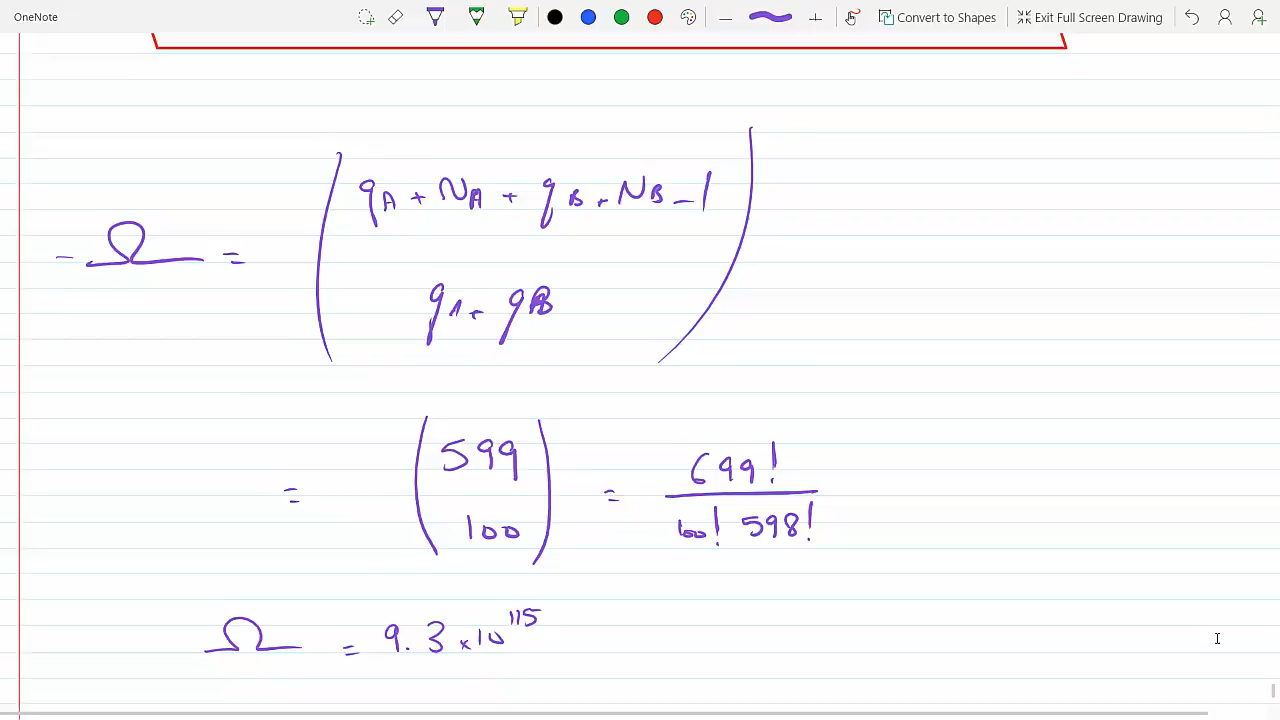 OneNote
Convert to Shapes
Exit Full Screen Drawing
- Ω = ( qA + NA + qB + NB - 1
qA + qB )
= ( 599
100 ) = 699! / 100! 598!
Ω = 9.3 × 10^115